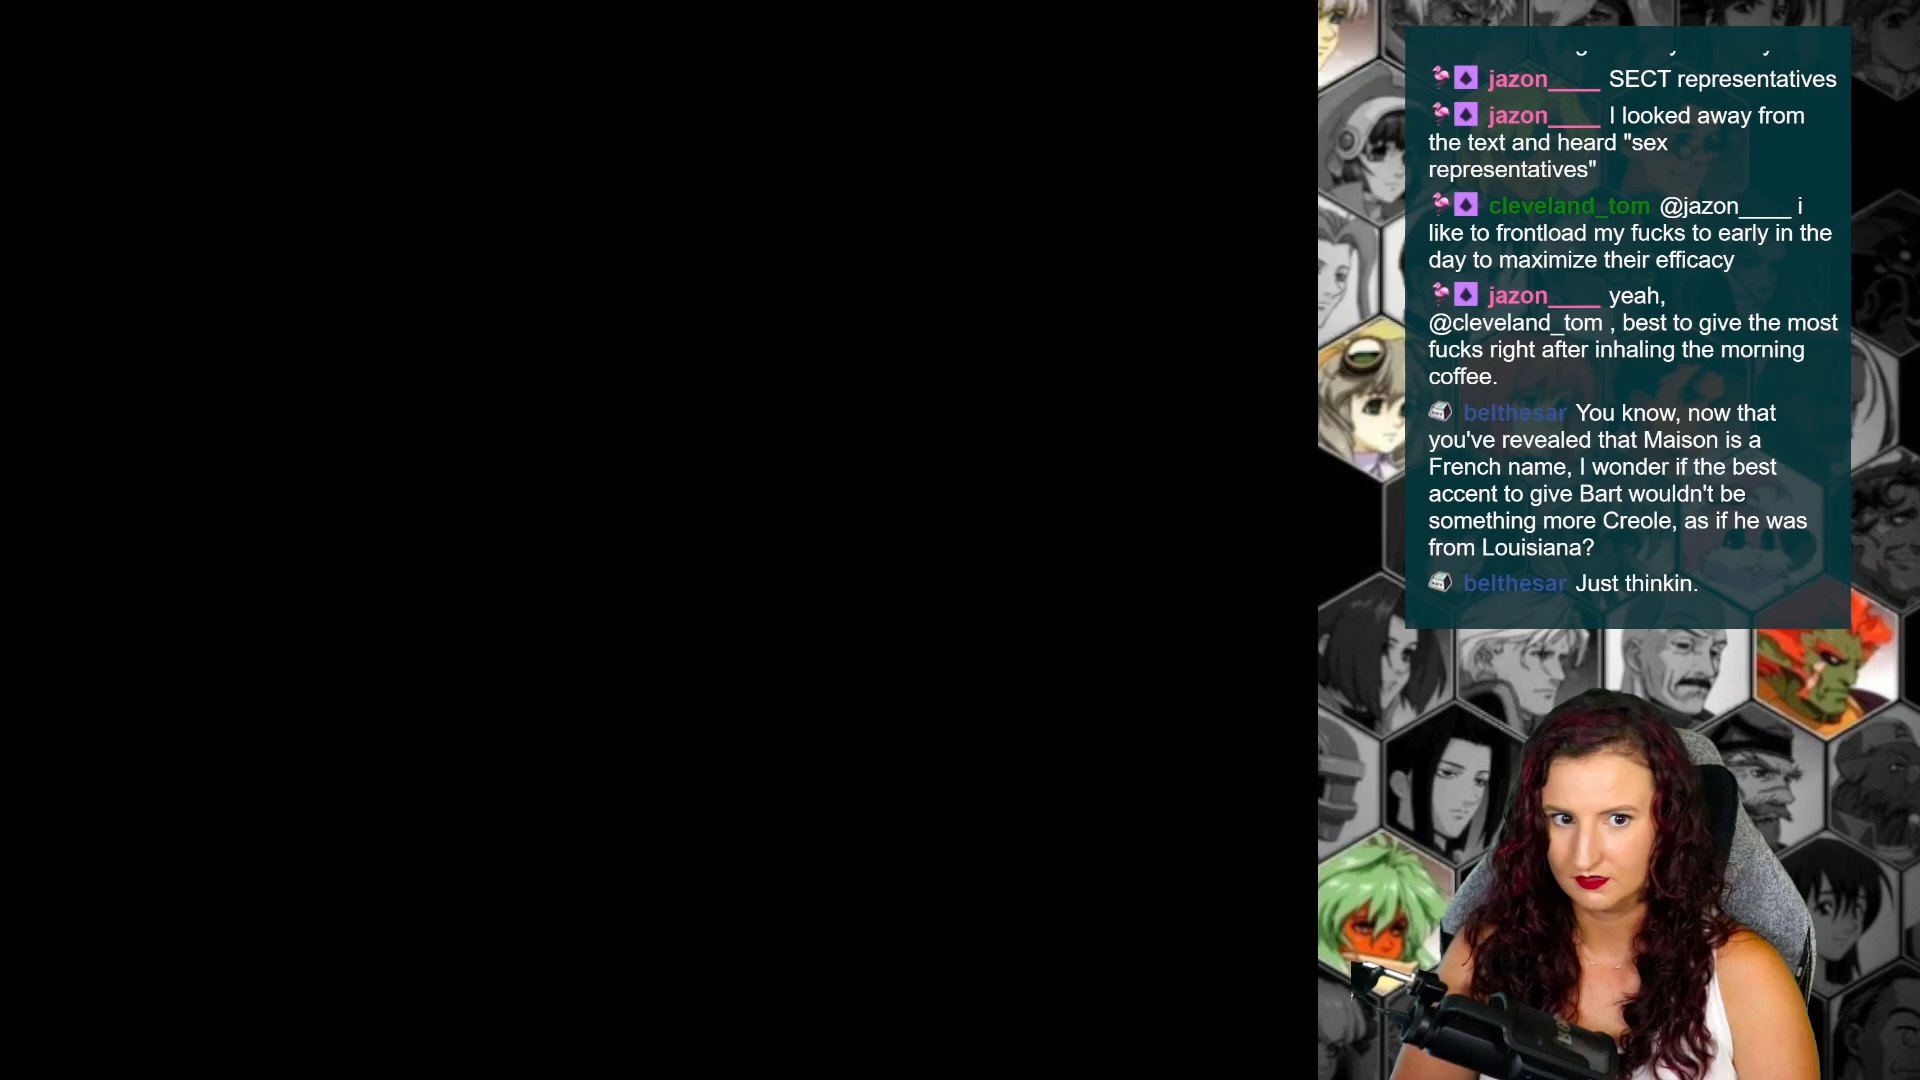 jazon____ SECT representatives
jazon____ I looked away from
the text and heard "sex
representatives"
cleveland_tom @jazon____ i
like to frontload my fucks to early in the
day to maximize their efficacy
jazon____ yeah,
@cleveland_tom , best to give the most
fucks right after inhaling the morning
coffee.
belthesar You know, now that
you've revealed that Maison is a
French name, I wonder if the best
accent to give Bart wouldn't be
something more Creole, as if he was
from Louisiana?
belthesar Just thinkin.